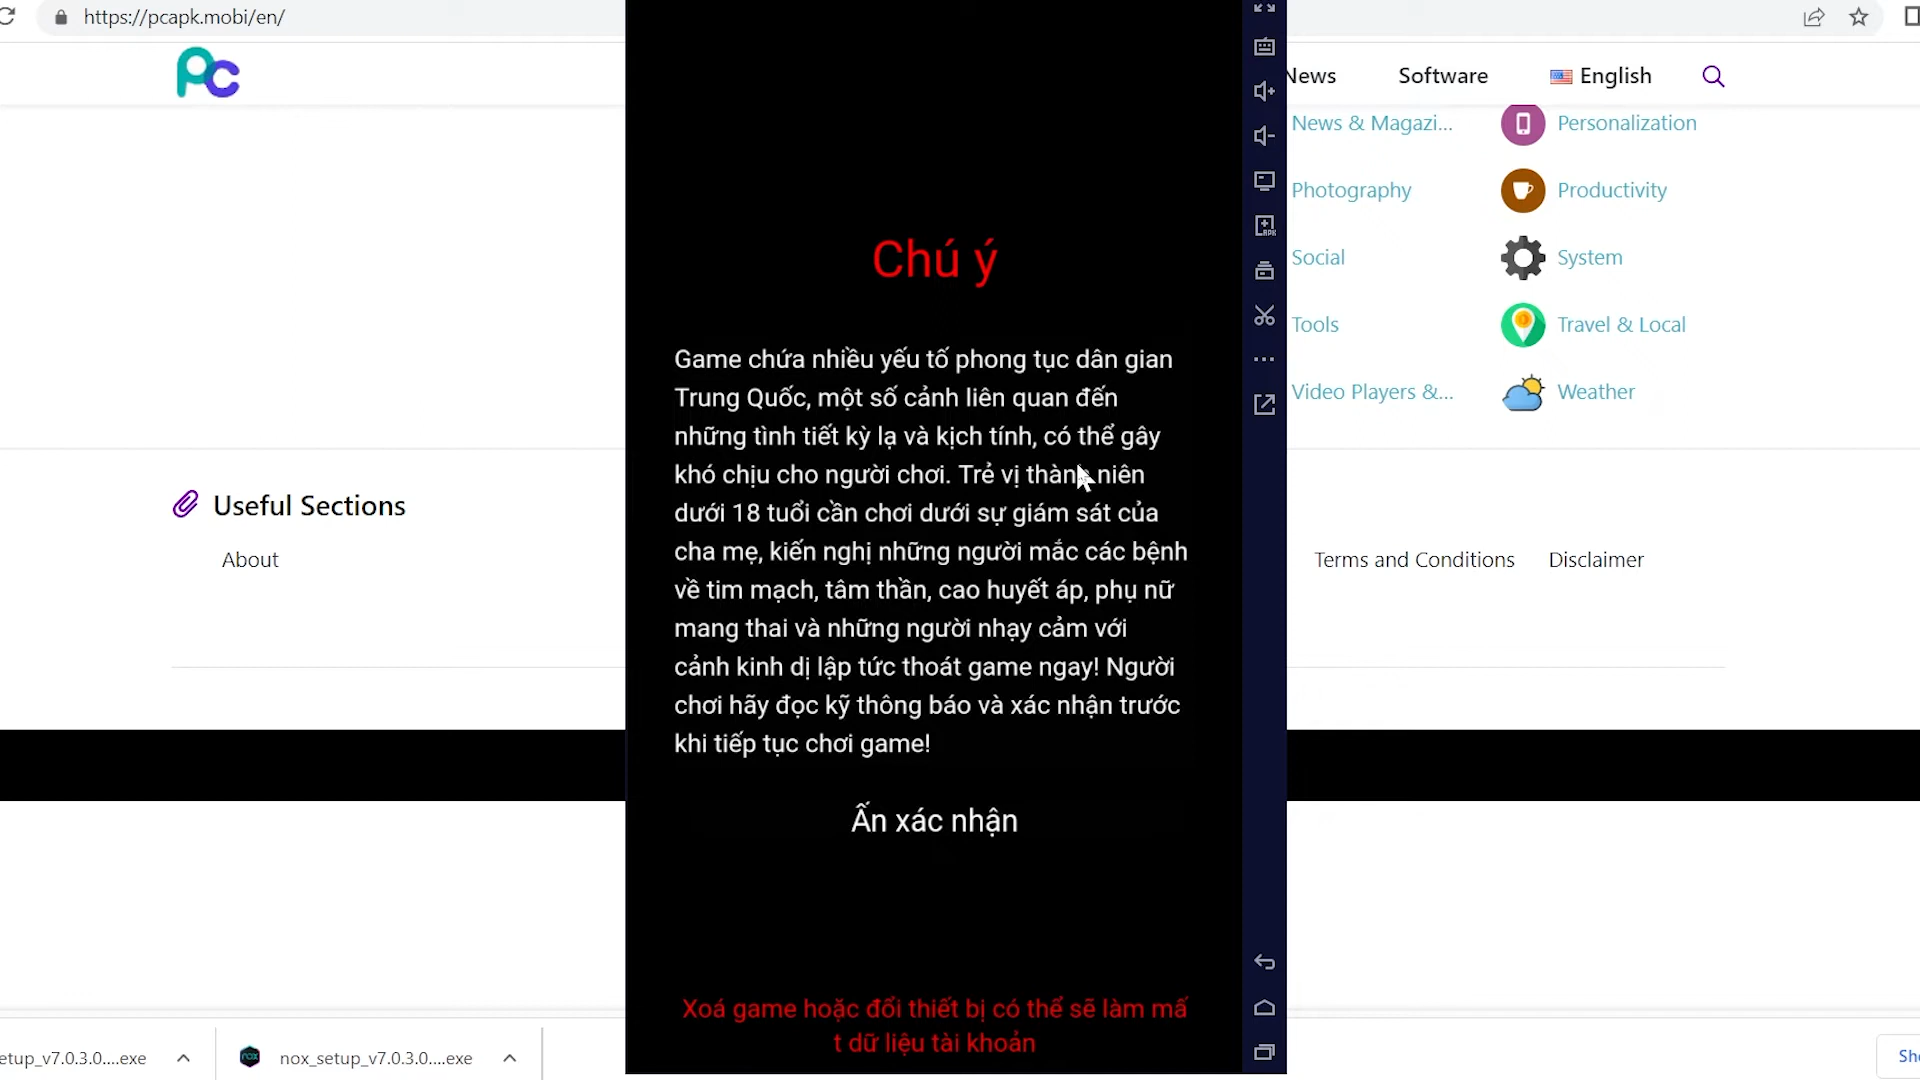 https://pcapk.mobi/en/
Pc
News
Software
English
News & Magazi...
Personalization
Photography
Productivity
Social
System
Tools
Travel & Local
Video Players &...
Weather
Chú ý
Game chứa nhiều yếu tố phong tục dân gian
Trung Quốc, một số cảnh liên quan đến
những tình tiết kỳ lạ và kịch tính, có thể gây
khó chịu cho người chơi. Trẻ vị thành niên
dưới 18 tuổi cần chơi dưới sự giám sát của
cha mẹ, kiến nghị những người mắc các bệnh
về tim mạch, tâm thần, cao huyết áp, phụ nữ
mang thai và những người nhạy cảm với
cảnh kinh dị lập tức thoát game ngay! Người
chơi hãy đọc kỹ thông báo và xác nhận trước
khi tiếp tục chơi game!
Ấn xác nhận
Xoá game hoặc đổi thiết bị có thể sẽ làm mấ
t dữ liệu tài khoản
Useful Sections
About
Terms and Conditions
Disclaimer
etup_v7.0.3.0....exe
nox_setup_v7.0.3.0....exe